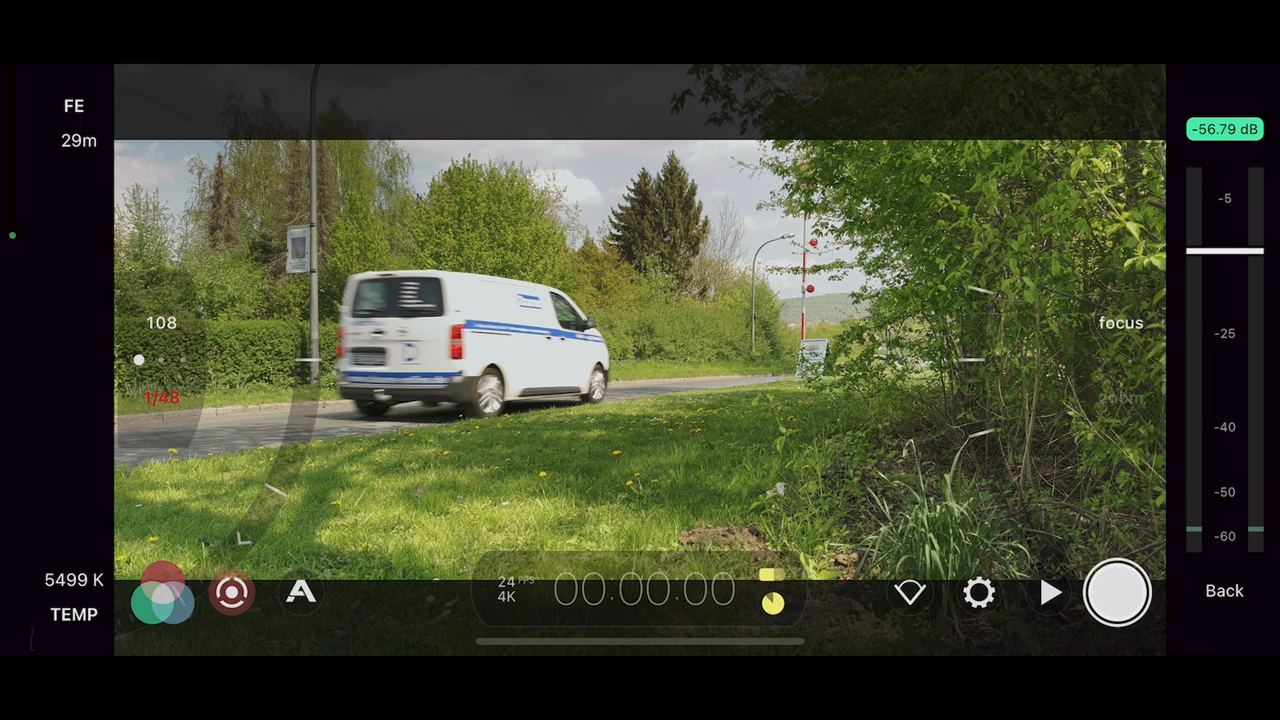 FE
29m
-56.79 dB
-5
108
focus
-25
1/48
zoom
-40
-50
-60
5499 K
TEMP
24 FPS
4K
00:00:00
Back